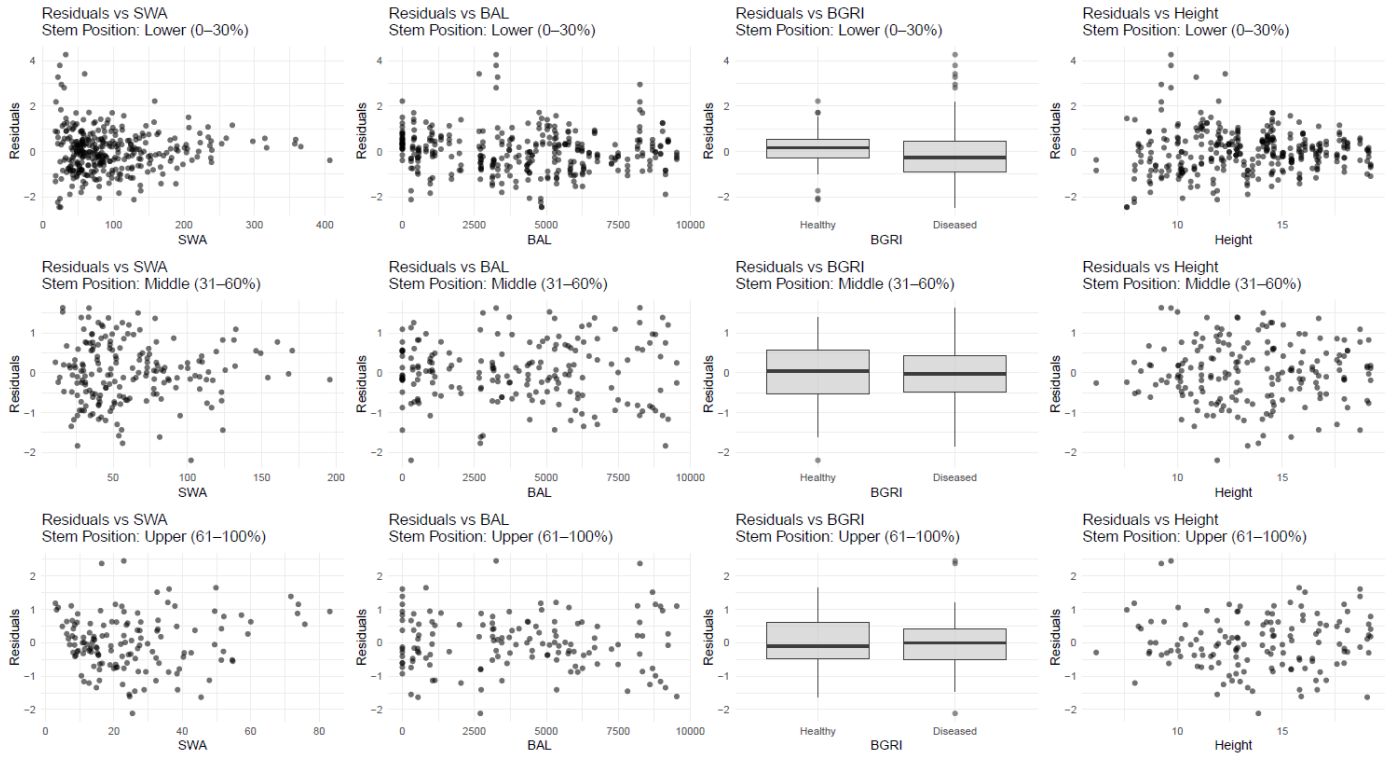 Residuals vs SWA
Stem Position: Lower (0–30%)
Residuals
4
2
0
−2
0
100
200
300
400
SWA
Residuals vs BAL
Stem Position: Lower (0–30%)
Residuals
4
2
0
−2
0
2500
5000
7500
10000
BAL
Residuals vs BGRI
Stem Position: Lower (0–30%)
Residuals
4
2
0
−2
Healthy
Diseased
BGRI
Residuals vs Height
Stem Position: Lower (0–30%)
Residuals
4
2
0
−2
10
15
Height
Residuals vs SWA
Stem Position: Middle (31–60%)
Residuals
1
0
−1
−2
50
100
150
200
SWA
Residuals vs BAL
Stem Position: Middle (31–60%)
Residuals
1
0
−1
−2
0
2500
5000
7500
10000
BAL
Residuals vs BGRI
Stem Position: Middle (31–60%)
Residuals
1
0
−1
−2
Healthy
Diseased
BGRI
Residuals vs Height
Stem Position: Middle (31–60%)
Residuals
1
0
−1
−2
10
15
Height
Residuals vs SWA
Stem Position: Upper (61–100%)
Residuals
2
1
0
−1
−2
0
20
40
60
80
SWA
Residuals vs BAL
Stem Position: Upper (61–100%)
Residuals
2
1
0
−1
−2
0
2500
5000
7500
10000
BAL
Residuals vs BGRI
Stem Position: Upper (61–100%)
Residuals
2
1
0
−1
−2
Healthy
Diseased
BGRI
Residuals vs Height
Stem Position: Upper (61–100%)
Residuals
2
1
0
−1
−2
10
15
Height